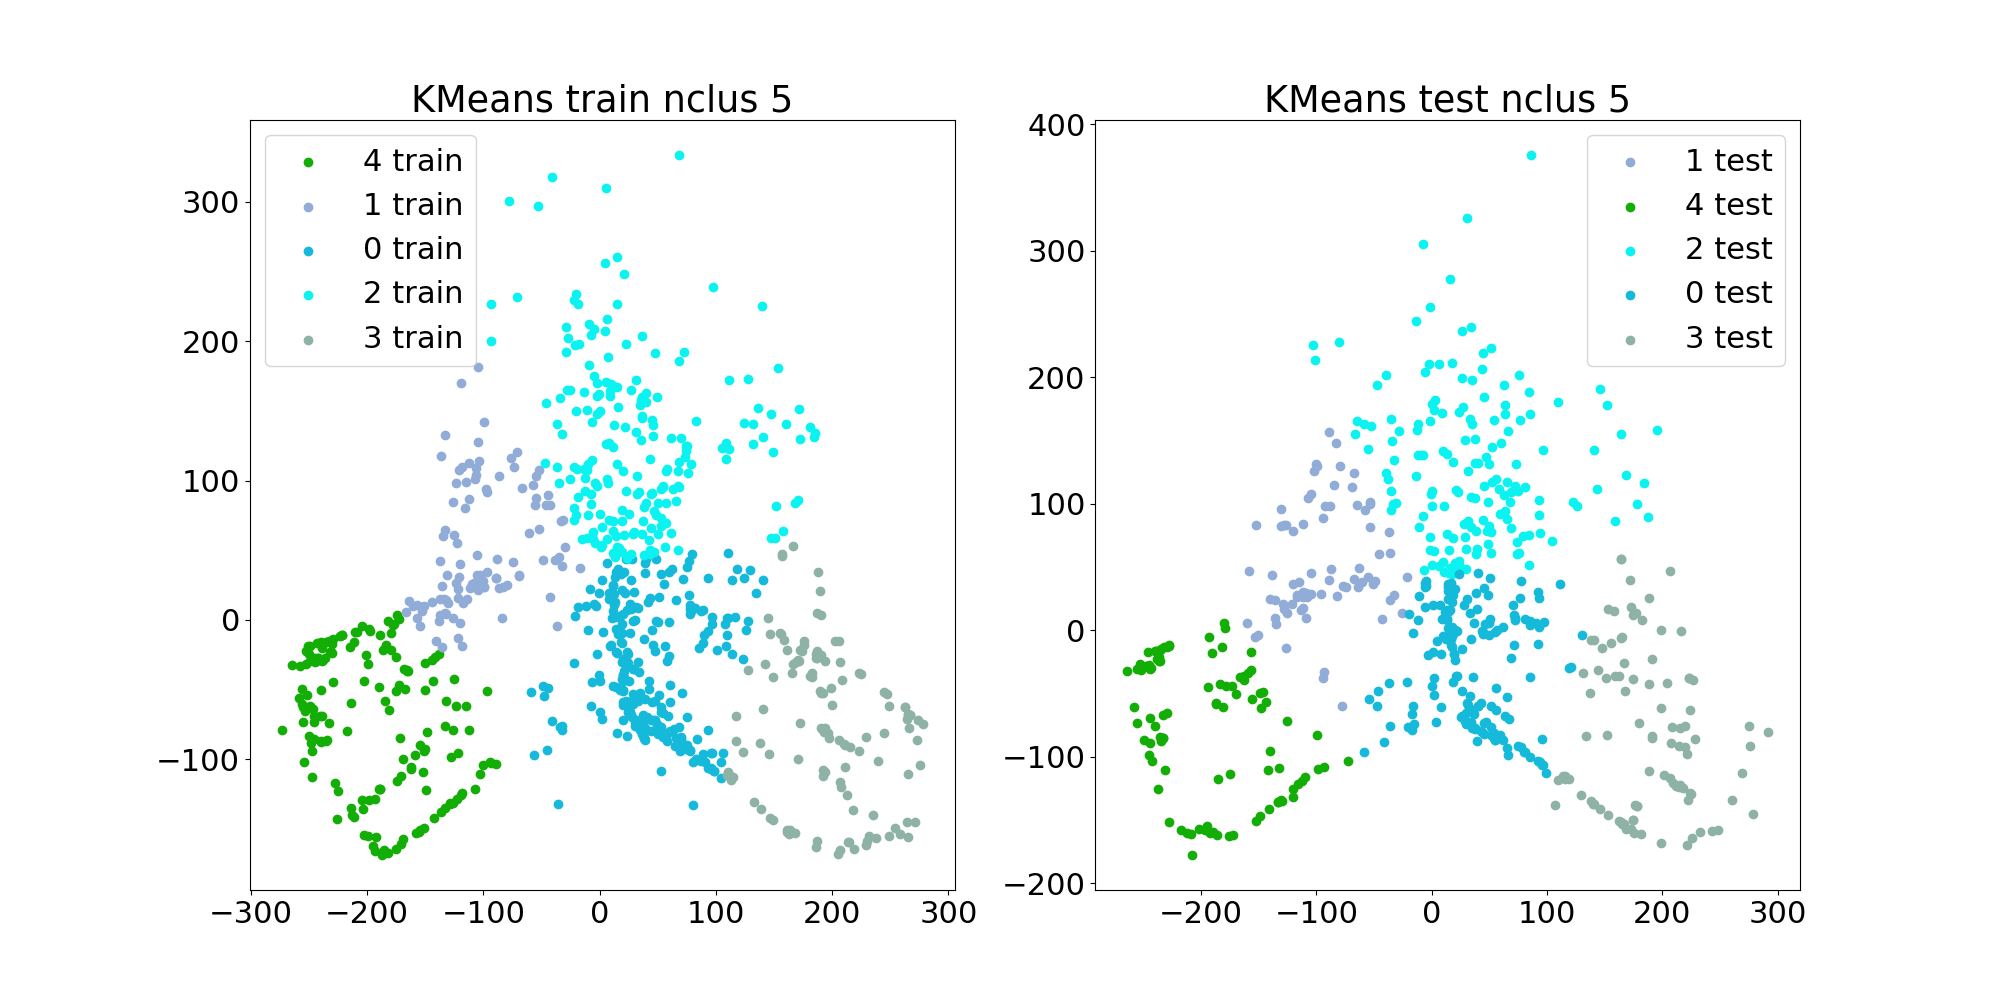 KMeans train nclus 5
4 train
1 train
0 train
2 train
3 train
300
200
100
0
−100
−300 −200 −100 0 100 200 300
KMeans test nclus 5
1 test
4 test
2 test
0 test
3 test
400
300
200
100
0
−100
−200
−200 −100 0 100 200 300